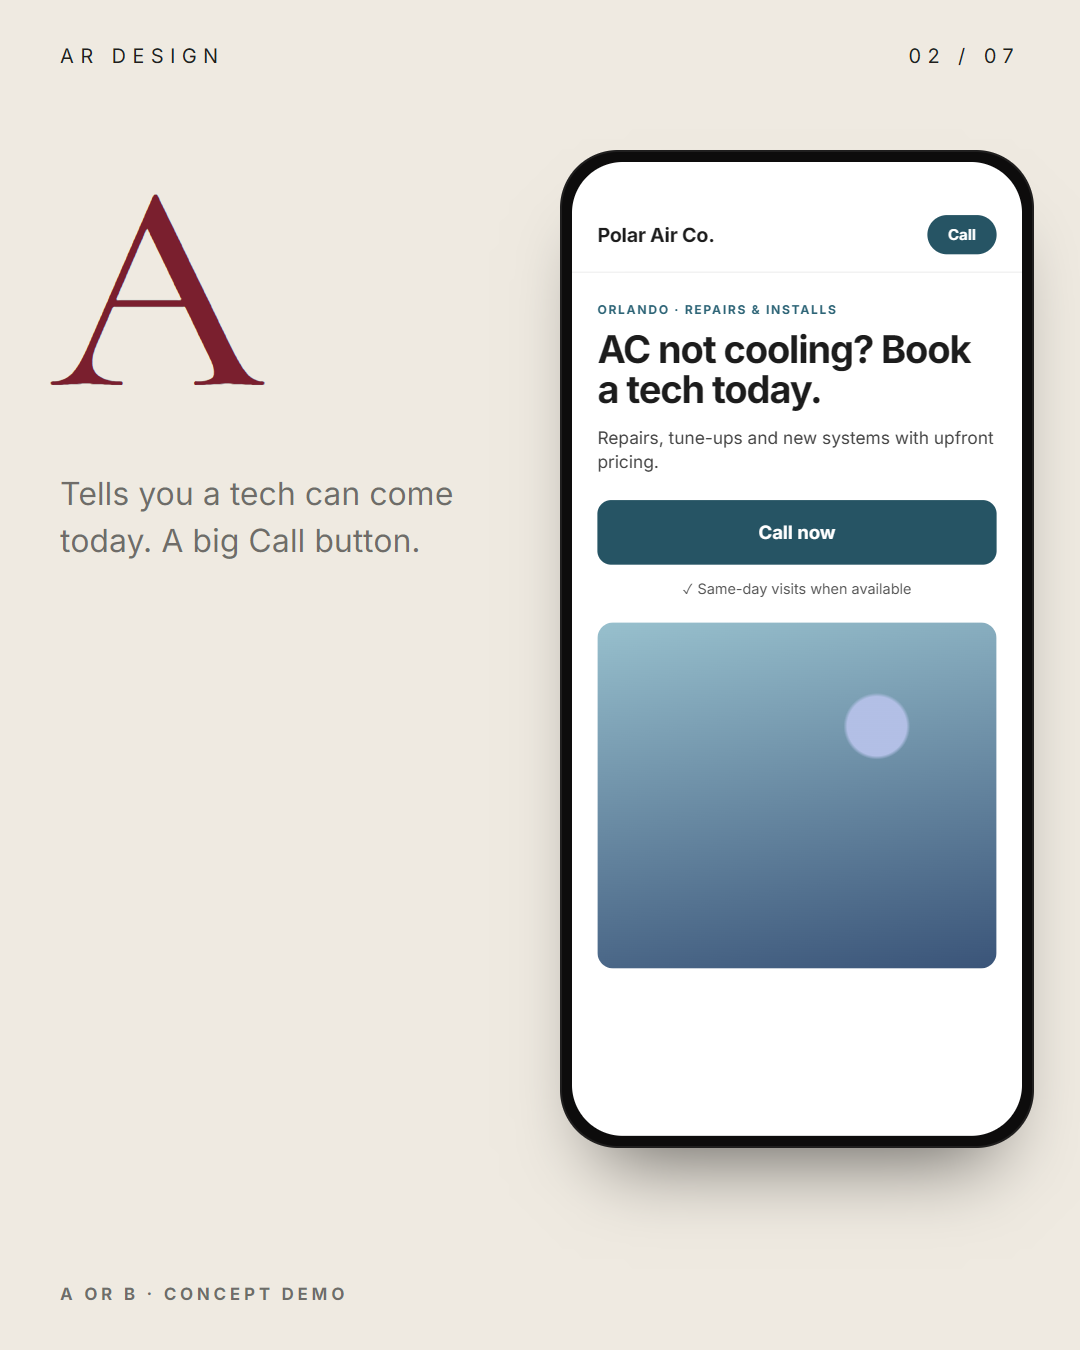 AR DESIGN
02 / 07
A
Tells you a tech can come
today. A big Call button.
Polar Air Co.
Call
ORLANDO · REPAIRS & INSTALLS
AC not cooling? Book
a tech today.
Repairs, tune-ups and new systems with upfront
pricing.
Call now
✓ Same-day visits when available
A OR B · CONCEPT DEMO